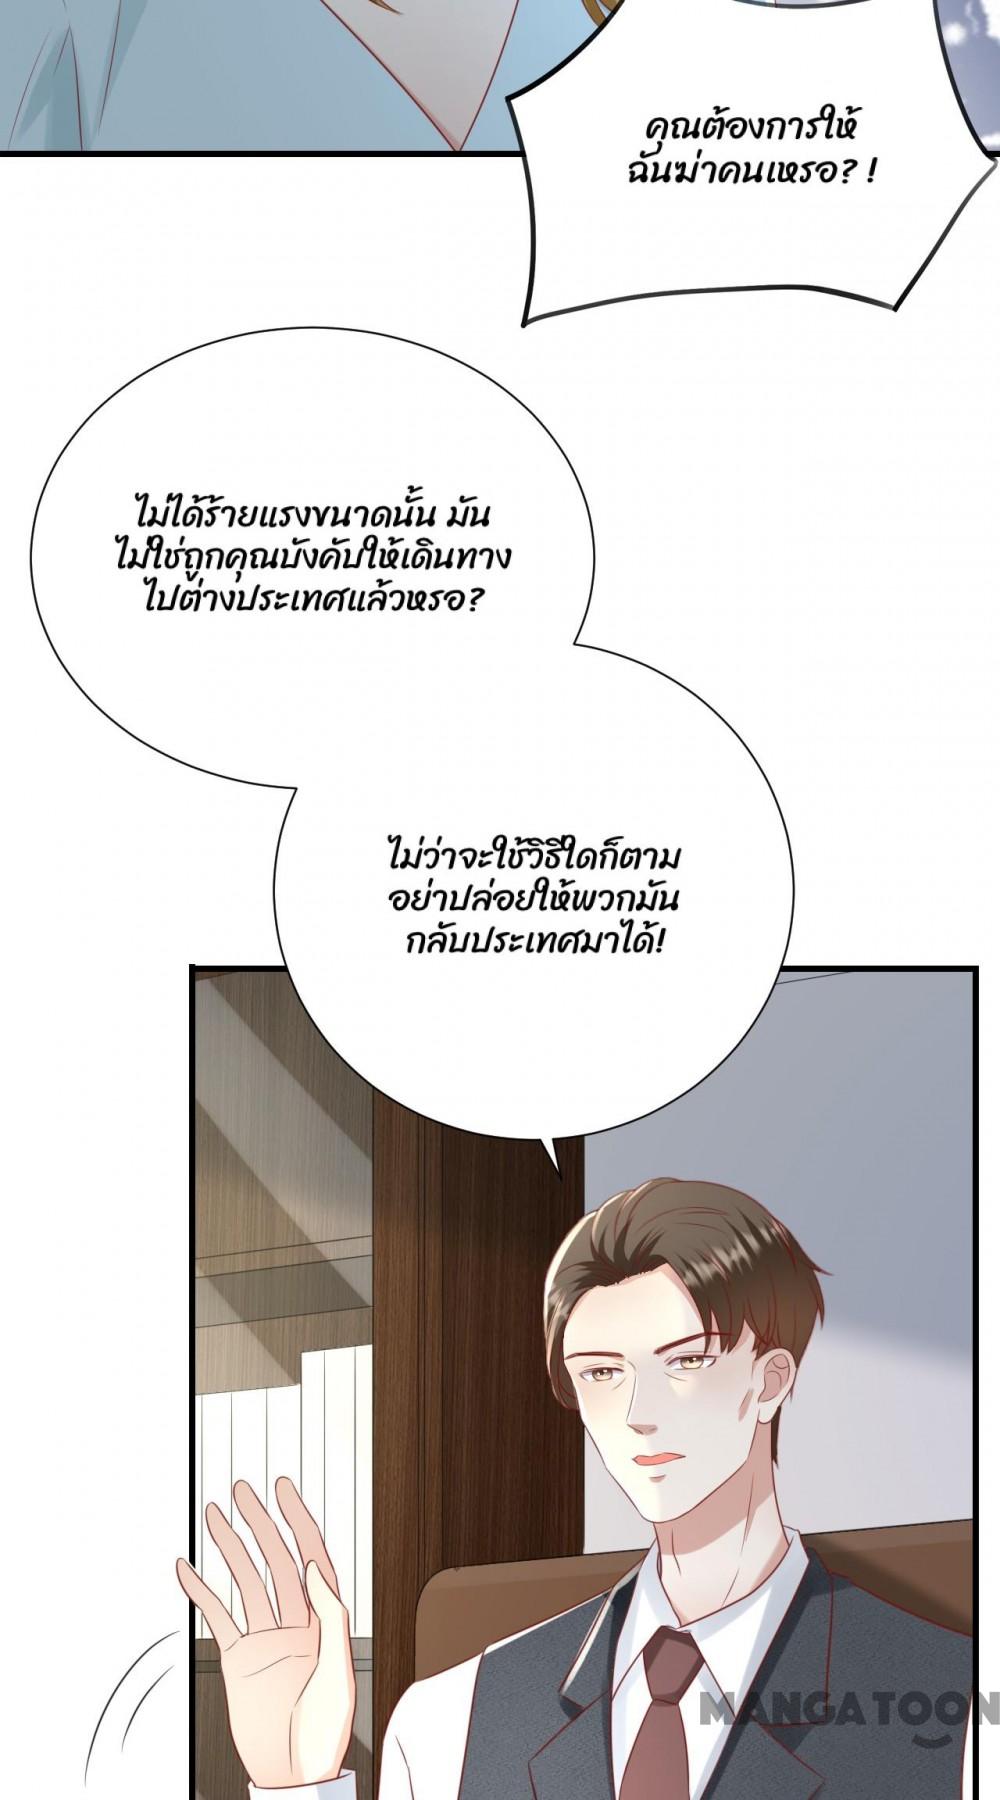 คุณต้องการให้
ฉันฆ่าคนเหรอ? !
ไม่ได้ร้ายแรงขนาดนั้น มัน
ไม่ใช่ถูกคุณบังคับให้เดินทาง
ไปต่างประเทศแล้วหรอ?
ไม่ว่าจะใช้วิธีใดก็ตาม
อย่าปล่อยให้พวกมัน
กลับประเทศมาได้!
MANGATOON